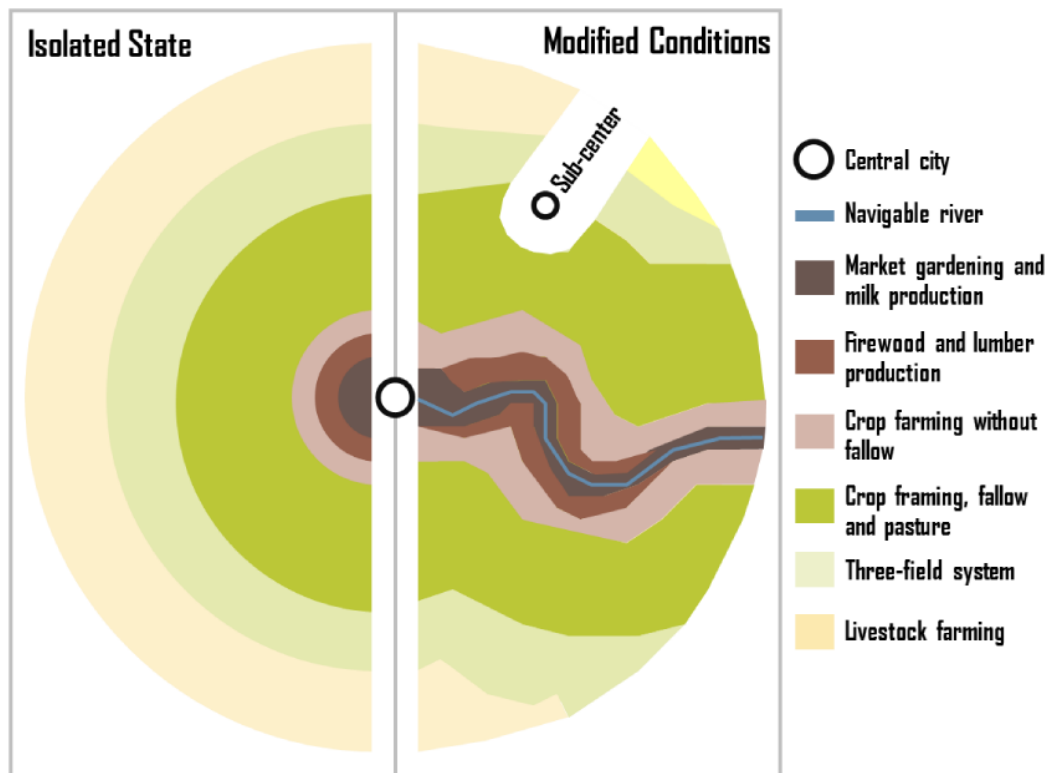 Isolated State
Modified Conditions
Sub-center
Central city
Navigable river
Market gardening and
milk production
Firewood and lumber
production
Crop farming without
fallow
Crop framing, fallow
and pasture
Three-field system
Livestock farming